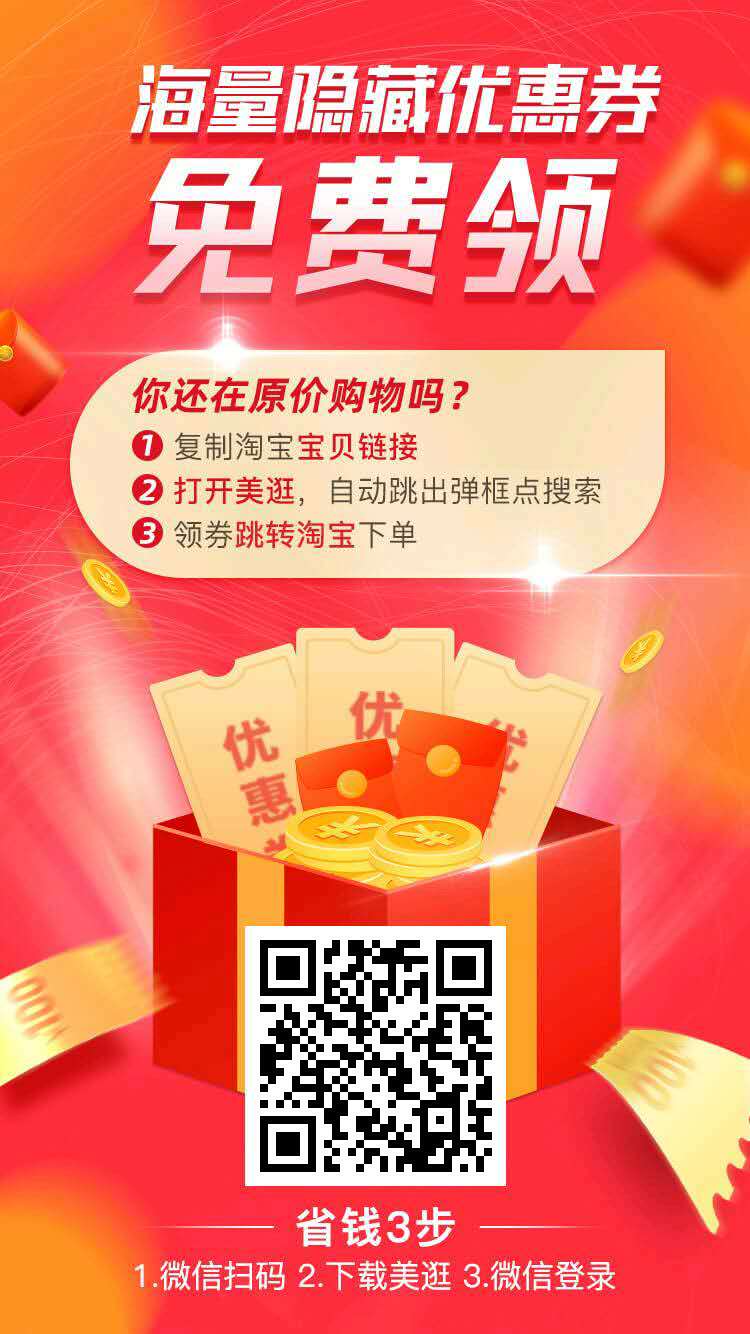 海量隐藏优惠券
免费领
你还在原价购物吗？
1 复制淘宝宝贝链接
2 打开美逛，自动跳出弹框点搜索
3 领券跳转淘宝下单
优惠券
优
优
省钱3步
1.微信扫码 2.下载美逛 3.微信登录